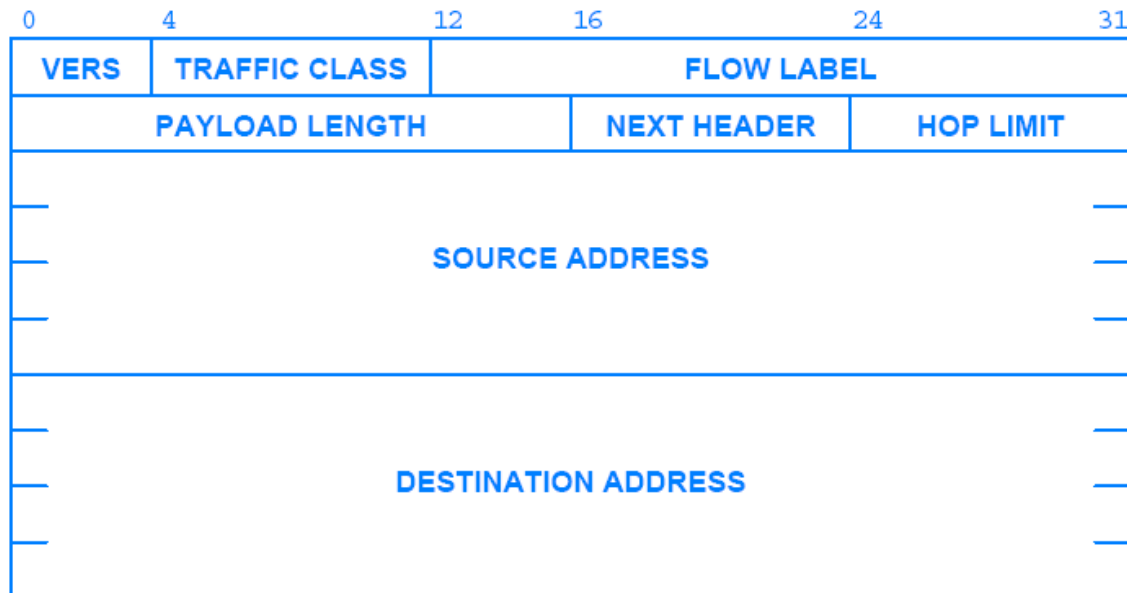 0 4 12 16 24 31
VERS TRAFFIC CLASS FLOW LABEL
PAYLOAD LENGTH NEXT HEADER HOP LIMIT
SOURCE ADDRESS
DESTINATION ADDRESS